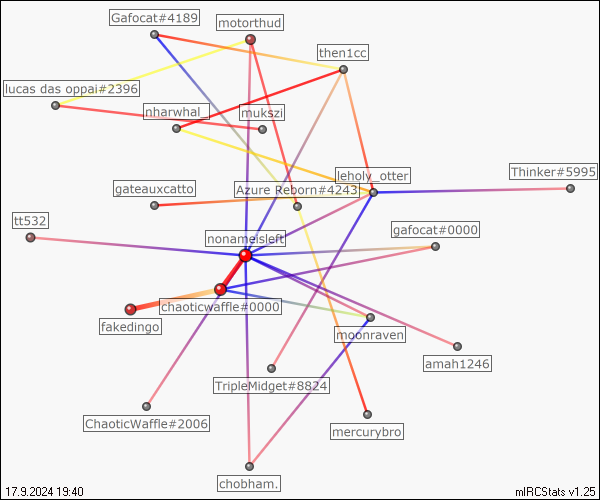 Gafocat#4189
motorthud
then1cc
lucas das oppai#2396
nharwhal_
mukszi
leholy_otter
Thinker#5995
gateauxcatto
Azure Reborn#4243
tt532
gafocat#0000
nonameisleft
chaoticwaffle#0000
fakedingo
moonraven
amah1246
TripleMidget#8824
ChaoticWaffle#2006
mercurybro
chobham.
17.9.2024 19:40
mIRCStats v1.25